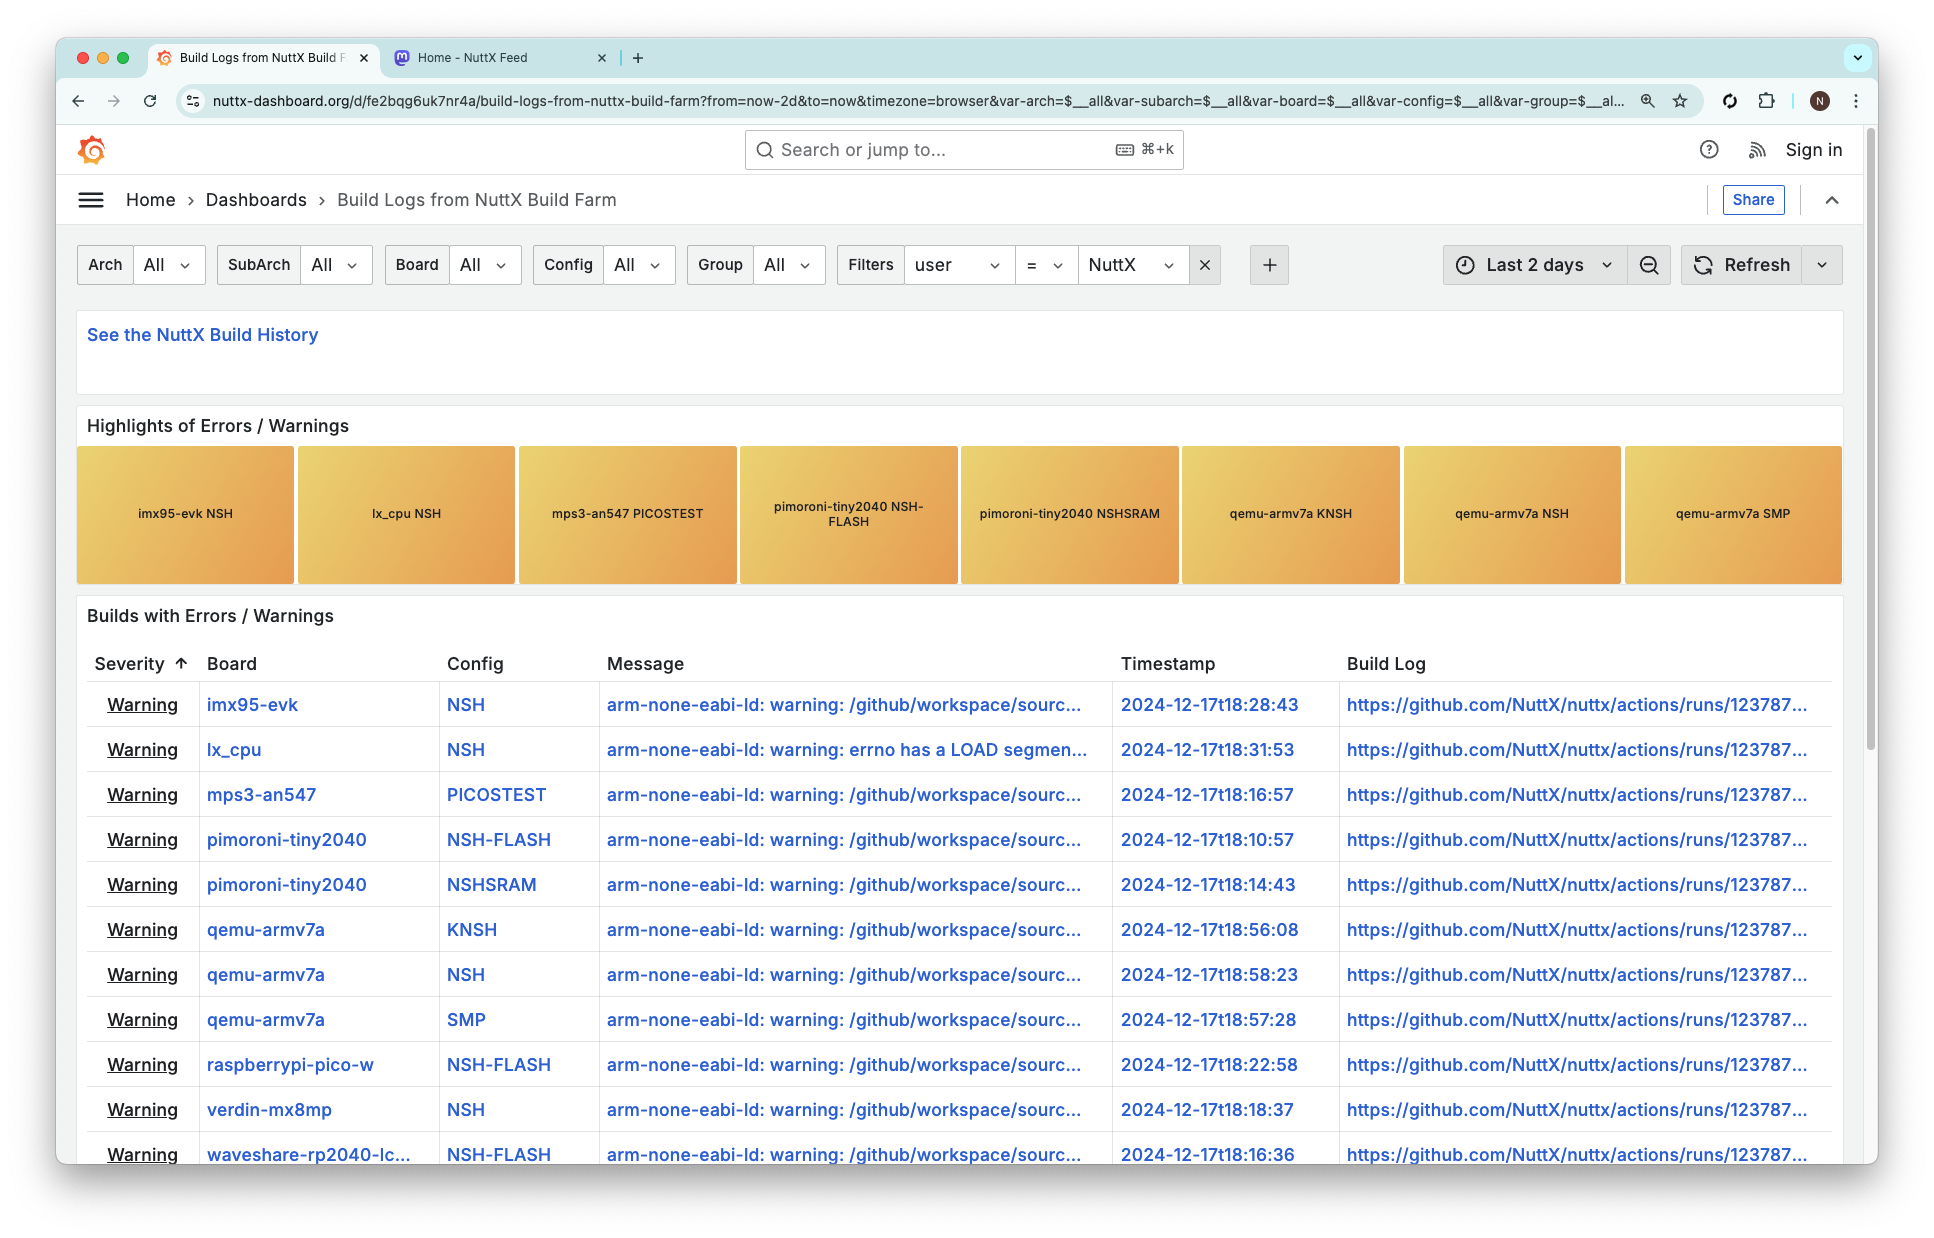 Build Logs from NuttX Build F
Home - NuttX Feed
nuttx-dashboard.org/d/fe2bqg6uk7nr4a/build-logs-from-nuttx-build-farm?from=now-2d&to=now&timezone=browser&var-arch=$__all&var-subarch=$__all&var-board=$__all&var-config=$__all&var-group=$__al...
N
Search or jump to...
⌘+k
Sign in
Home › Dashboards › Build Logs from NuttX Build Farm
Share
Arch All SubArch All Board All Config All Group All Filters user = NuttX
Last 2 days
Refresh
See the NuttX Build History
Highlights of Errors / Warnings
imx95-evk NSH
lx_cpu NSH
mps3-an547 PICOSTEST
pimoroni-tiny2040 NSH-
FLASH
pimoroni-tiny2040 NSHSRAM
qemu-armv7a KNSH
qemu-armv7a NSH
qemu-armv7a SMP
Builds with Errors / Warnings
Severity ↑ Board Config Message Timestamp Build Log
Warning imx95-evk NSH arm-none-eabi-ld: warning: /github/workspace/sourc... 2024-12-17t18:28:43 https://github.com/NuttX/nuttx/actions/runs/123787...
Warning lx_cpu NSH arm-none-eabi-ld: warning: errno has a LOAD segmen... 2024-12-17t18:31:53 https://github.com/NuttX/nuttx/actions/runs/123787...
Warning mps3-an547 PICOSTEST arm-none-eabi-ld: warning: /github/workspace/sourc... 2024-12-17t18:16:57 https://github.com/NuttX/nuttx/actions/runs/123787...
Warning pimoroni-tiny2040 NSH-FLASH arm-none-eabi-ld: warning: /github/workspace/sourc... 2024-12-17t18:10:57 https://github.com/NuttX/nuttx/actions/runs/123787...
Warning pimoroni-tiny2040 NSHSRAM arm-none-eabi-ld: warning: /github/workspace/sourc... 2024-12-17t18:14:43 https://github.com/NuttX/nuttx/actions/runs/123787...
Warning qemu-armv7a KNSH arm-none-eabi-ld: warning: /github/workspace/sourc... 2024-12-17t18:56:08 https://github.com/NuttX/nuttx/actions/runs/123787...
Warning qemu-armv7a NSH arm-none-eabi-ld: warning: /github/workspace/sourc... 2024-12-17t18:58:23 https://github.com/NuttX/nuttx/actions/runs/123787...
Warning qemu-armv7a SMP arm-none-eabi-ld: warning: /github/workspace/sourc... 2024-12-17t18:57:28 https://github.com/NuttX/nuttx/actions/runs/123787...
Warning raspberrypi-pico-w NSH-FLASH arm-none-eabi-ld: warning: /github/workspace/sourc... 2024-12-17t18:22:58 https://github.com/NuttX/nuttx/actions/runs/123787...
Warning verdin-mx8mp NSH arm-none-eabi-ld: warning: /github/workspace/sourc... 2024-12-17t18:18:37 https://github.com/NuttX/nuttx/actions/runs/123787...
Warning waveshare-rp2040-lc... NSH-FLASH arm-none-eabi-ld: warning: /github/workspace/sourc... 2024-12-17t18:16:36 https://github.com/NuttX/nuttx/actions/runs/123787...